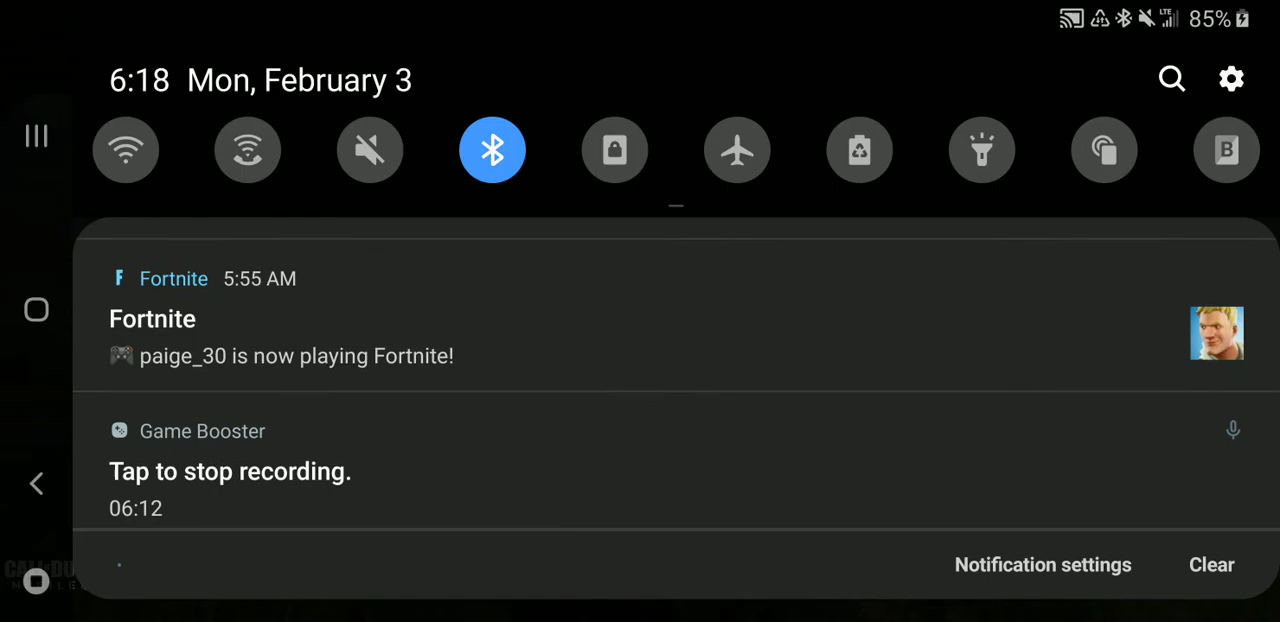 LTE 85%
6:18 Mon, February 3
B
F Fortnite 5:55 AM
Fortnite
paige_30 is now playing Fortnite!
Game Booster
Tap to stop recording.
06:12
Notification settings Clear